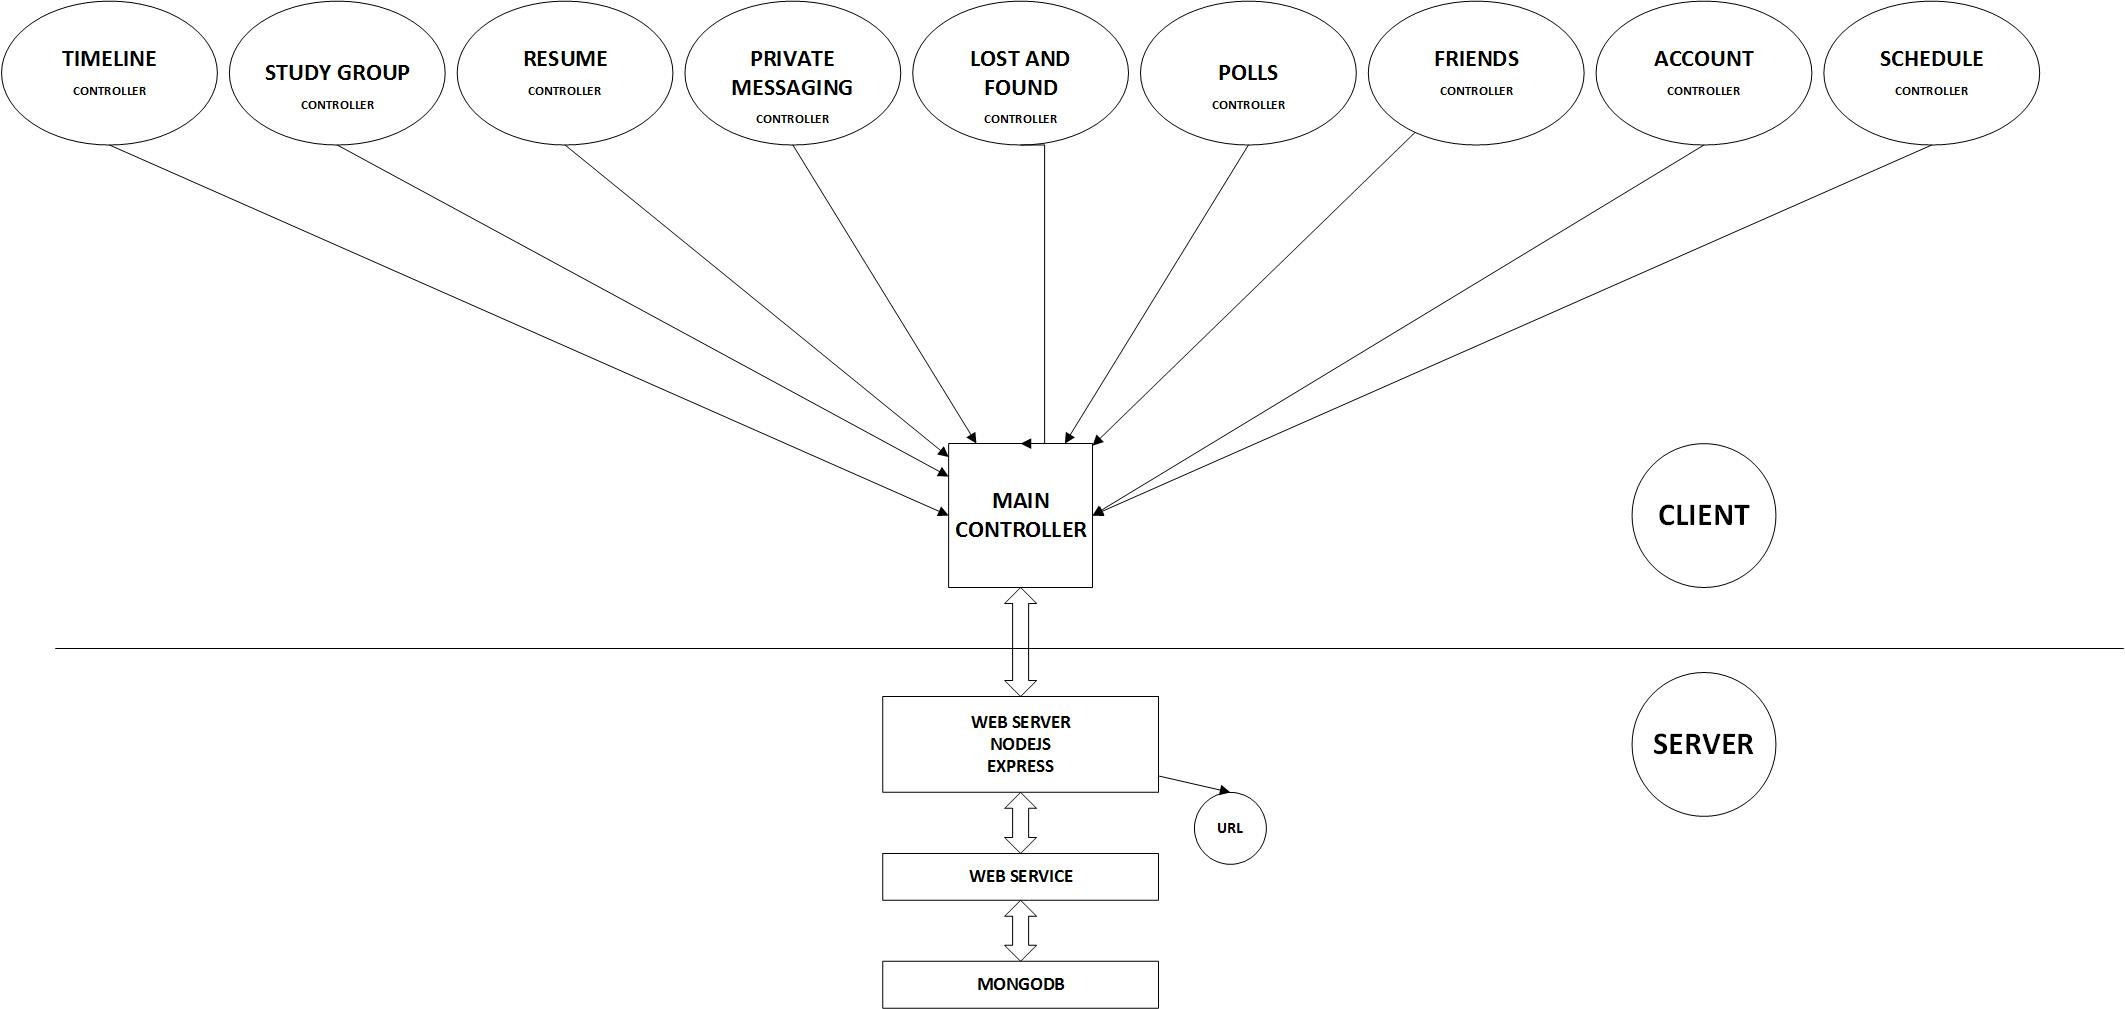 TIMELINE
CONTROLLER
STUDY GROUP
CONTROLLER
RESUME
CONTROLLER
PRIVATE
MESSAGING
CONTROLLER
LOST AND
FOUND
CONTROLLER
POLLS
CONTROLLER
FRIENDS
CONTROLLER
ACCOUNT
CONTROLLER
SCHEDULE
CONTROLLER
MAIN
CONTROLLER
CLIENT
WEB SERVER
NODEJS
EXPRESS
SERVER
URL
WEB SERVICE
MONGODB